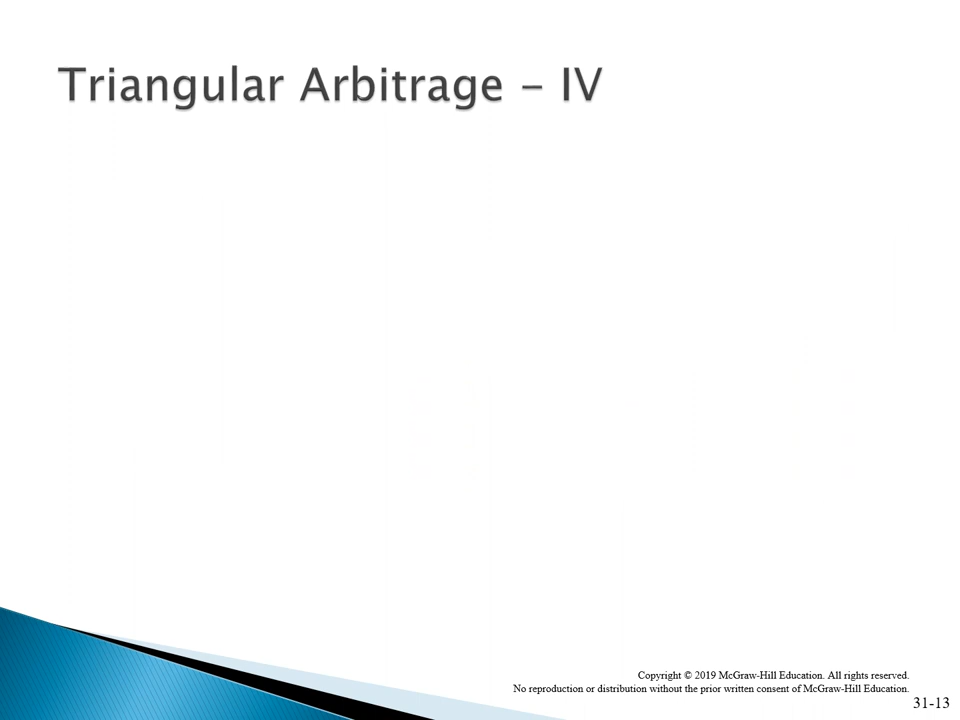 Triangular Arbitrage – IV
Copyright © 2019 McGraw-Hill Education. All rights reserved.
No reproduction or distribution without the prior written consent of McGraw-Hill Education.
31-13